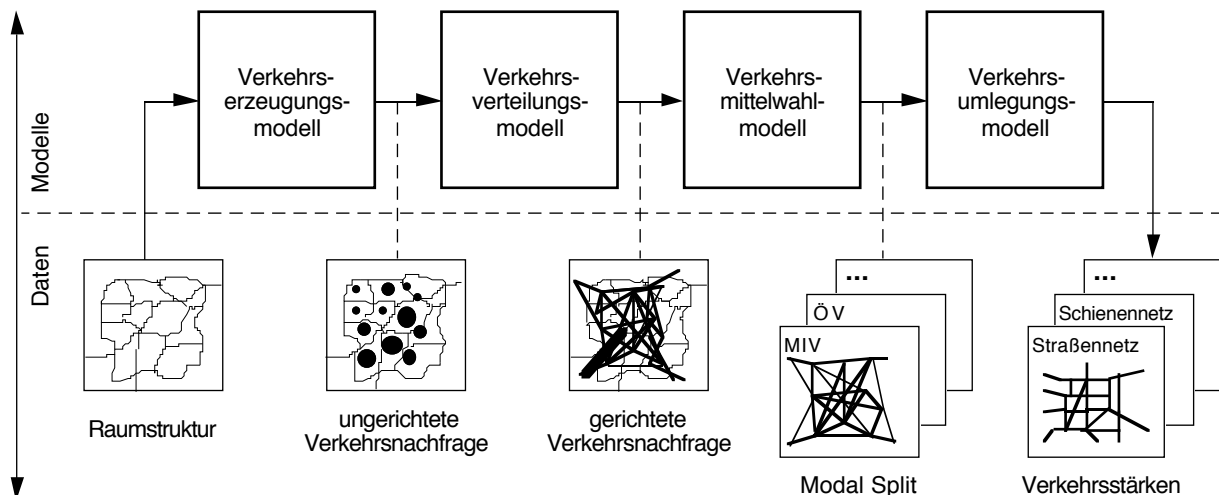 Modelle
Verkehrs-
erzeugungs-
modell
Verkehrs-
verteilungs-
modell
Verkehrs-
mittelwahl-
modell
Verkehrs-
umlegungs-
modell
Daten
Raumstruktur
ungerichtete
Verkehrsnachfrage
gerichtete
Verkehrsnachfrage
...
ÖV
MIV
Modal Split
...
Schienennetz
Straßennetz
Verkehrsstärken